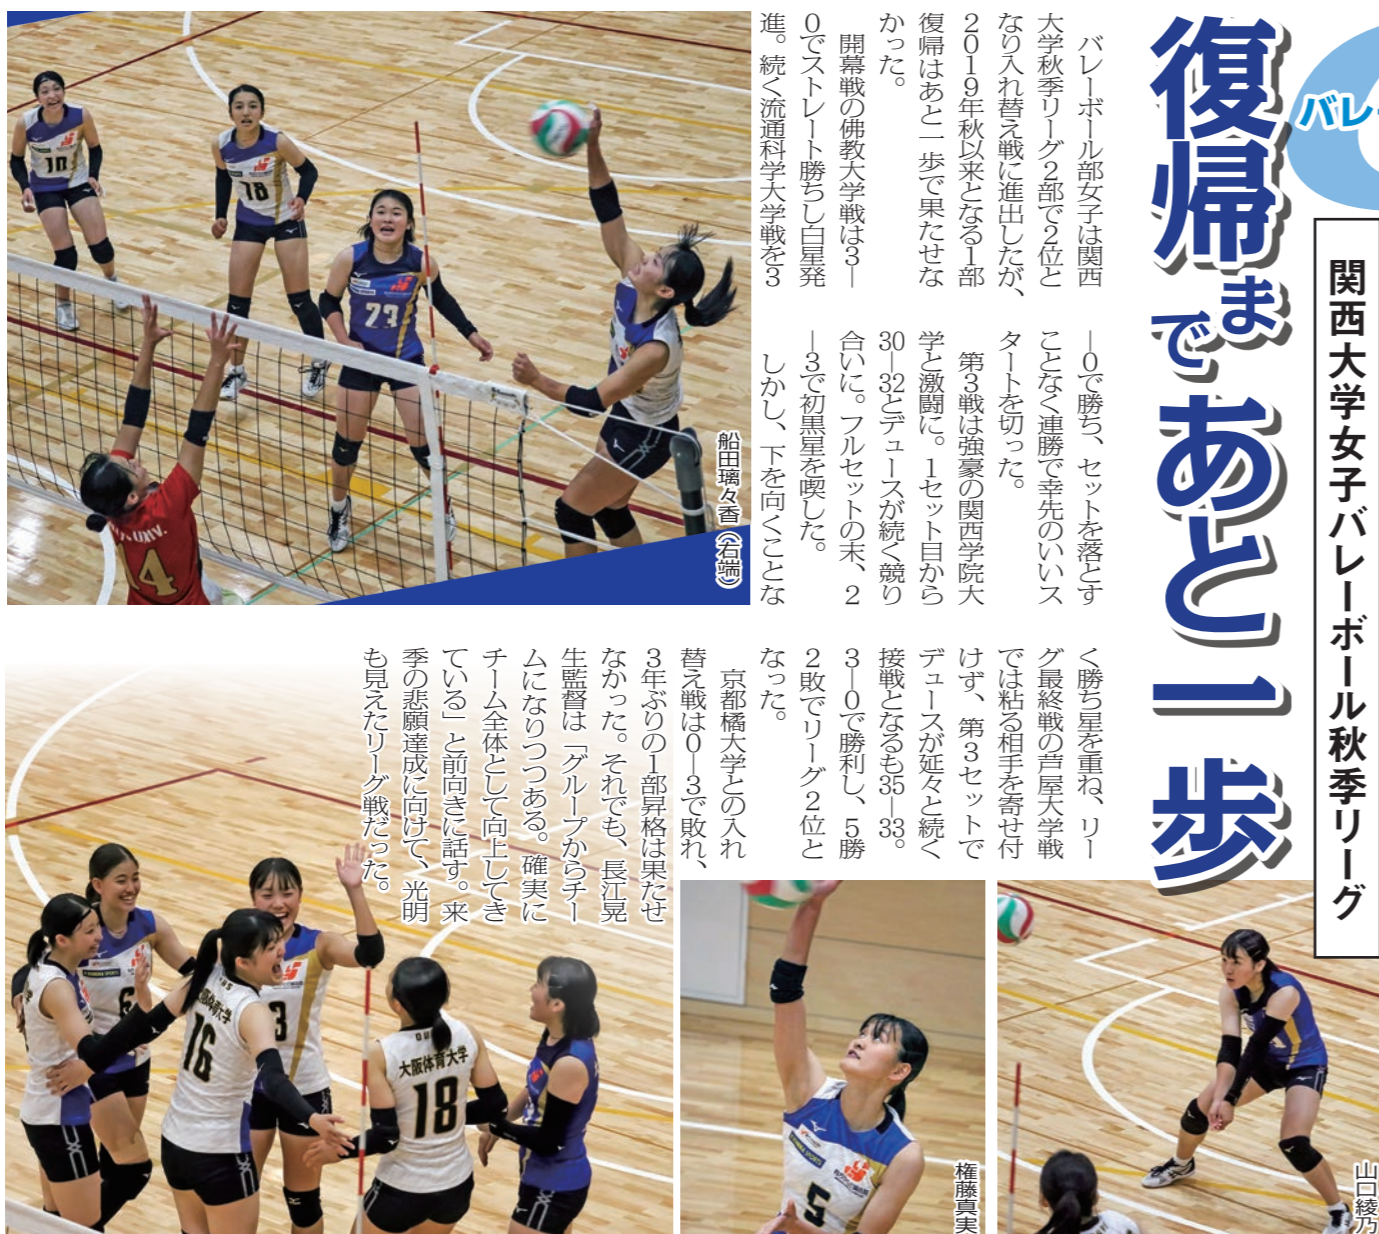 バレー
関西大学女子バレーボール秋季リーグ
復帰まであと一歩
バレーボール部女子は関西
大学秋季リーグ2部で2位と
なり入れ替え戦に進出したが、
2019年秋以来となる1部
復帰はあと一歩で果たせな
かった。
開幕戦の佛教大学戦は3―
0でストレート勝ちし白星発
進。続く流通科学大学戦を3
―0で勝ち、セットを落とす
ことなく連勝で幸先のいいス
タートを切った。
第3戦は強豪の関西学院大
学と激闘に。1セット目から
30―32とデュースが続く競り
合いに。フルセットの末、2
―3で初黒星を喫した。
しかし、下を向くことな
く勝ち星を重ね、リー
グ最終戦の芦屋大学戦
では粘る相手を寄せ付
けず、第3セットで
デュースが延々と続く
接戦となるも35―33。
3―0で勝利し、5勝
2敗でリーグ2位と
なった。
京都橘大学との入れ
替え戦は0―3で敗れ、
3年ぶりの1部昇格は果たせ
なかった。それでも、長江晃
生監督は「グループからチー
ムになりつつある。確実に
チーム全体として向上してき
ている」と前向きに話す。来
季の悲願達成に向けて、光明
も見えたリーグ戦だった。
船田璃々香（右端）
権藤真実
山口綾乃
10
18
23
14
UNIV.
6
16
3
大阪体育大学
18
5